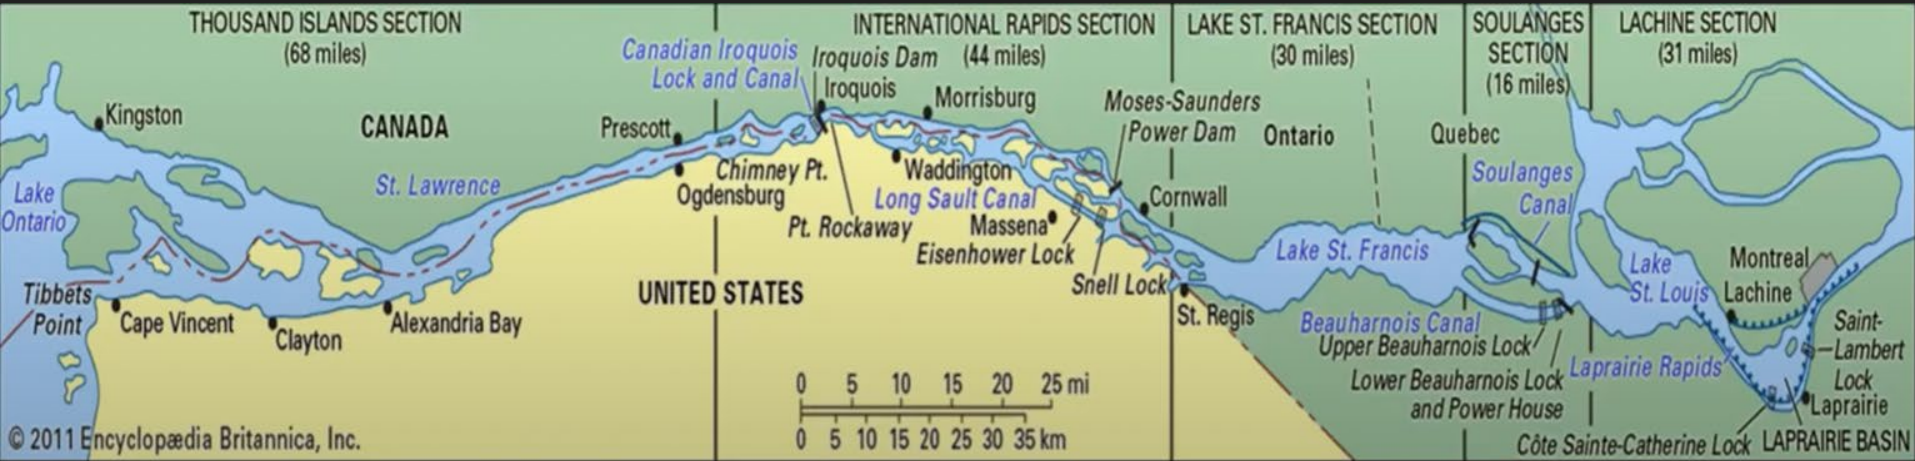 THOUSAND ISLANDS SECTION
(68 miles)
INTERNATIONAL RAPIDS SECTION
(44 miles)
LAKE ST. FRANCIS SECTION
(30 miles)
SOULANGES
SECTION
(16 miles)
LACHINE SECTION
(31 miles)
Canadian Iroquois
Lock and Canal
Iroquois Dam
Iroquois
Morrisburg
Kingston
CANADA
Prescott
Moses-Saunders
Power Dam
Ontario
Quebec
Lake
Ontario
St. Lawrence
Ogdensburg
Chimney Pt.
Pt. Rockaway
Waddington
Long Sault Canal
Massena
Eisenhower Lock
Snell Lock
Cornwall
Soulanges
Canal
Lake St. Francis
Lake
St. Louis
Montreal
Lachine
Tibbets
Point
Cape Vincent
Clayton
Alexandria Bay
UNITED STATES
St. Regis
Beauharnois Canal
Upper Beauharnois Lock
Lower Beauharnois Lock
and Power House
Laprairie Rapids
Saint-
Lambert
Lock
Laprairie
Côte Sainte-Catherine Lock
LAPRAIRIE BASIN
0 5 10 15 20 25 mi
0 5 10 15 20 25 30 35 km
© 2011 Encyclopædia Britannica, Inc.